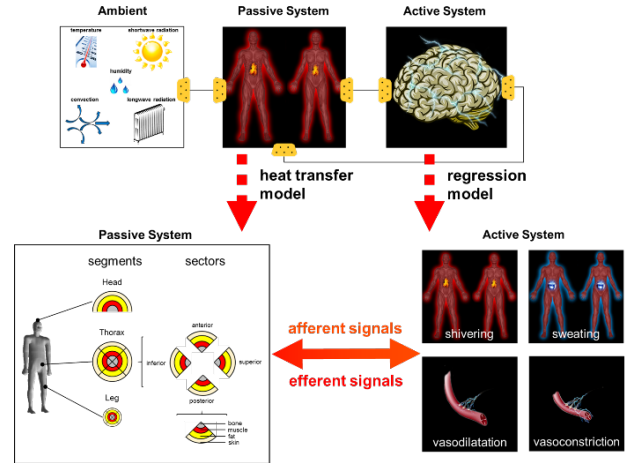 Ambient
Passive System
Active System
temperature
shortwave radiation
humidity
convection
longwave radiation
heat transfer
model
regression
model
Passive System
segments
sectors
Head
Thorax
Leg
anterior
inferior
superior
posterior
bone
muscle
fat
skin
afferent signals
efferent signals
Active System
shivering
sweating
vasodilatation
vasoconstriction